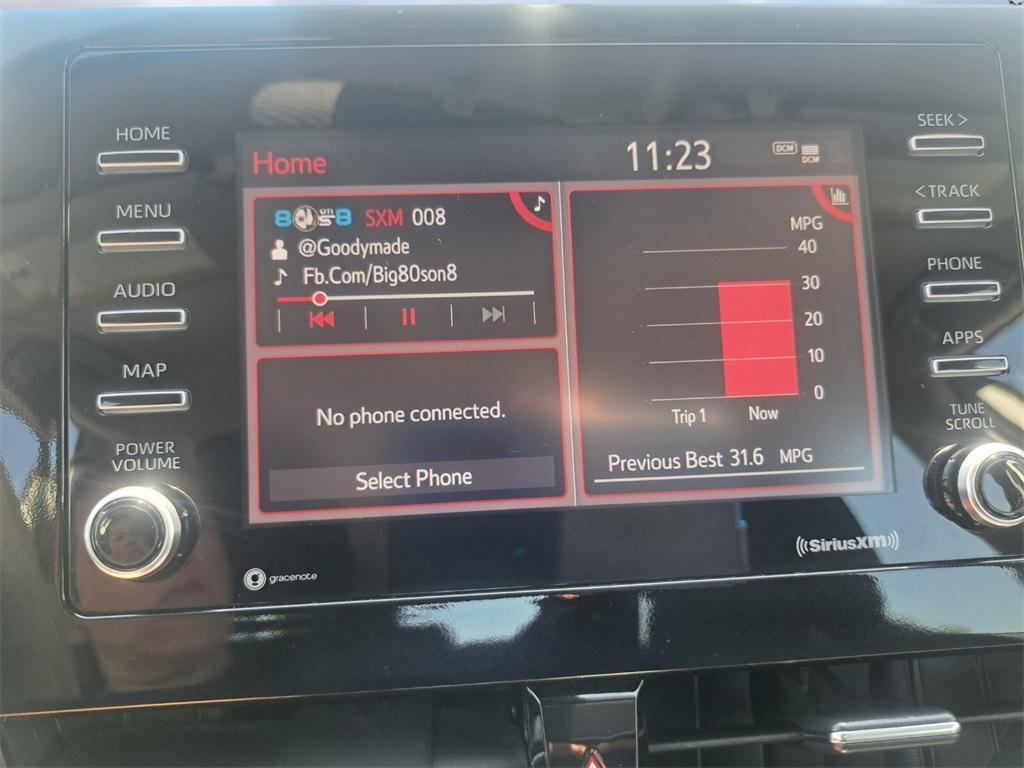 HOME
MENU
AUDIO
MAP
POWER
VOLUME
Home
11:23
DCM
DCM
80s8 SXM 008
@Goodymade
Fb.Com/Big80son8
No phone connected.
Select Phone
MPG
40
30
20
10
0
Trip 1 Now
Previous Best 31.6 MPG
SEEK >
< TRACK
PHONE
APPS
TUNE
SCROLL
gracenote
((SiriusXM))